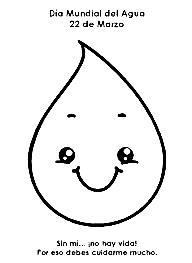 Día Mundial del Agua
22 de Marzo
Sin mi... ¡no hay vida!
Por eso debes cuidarme mucho.